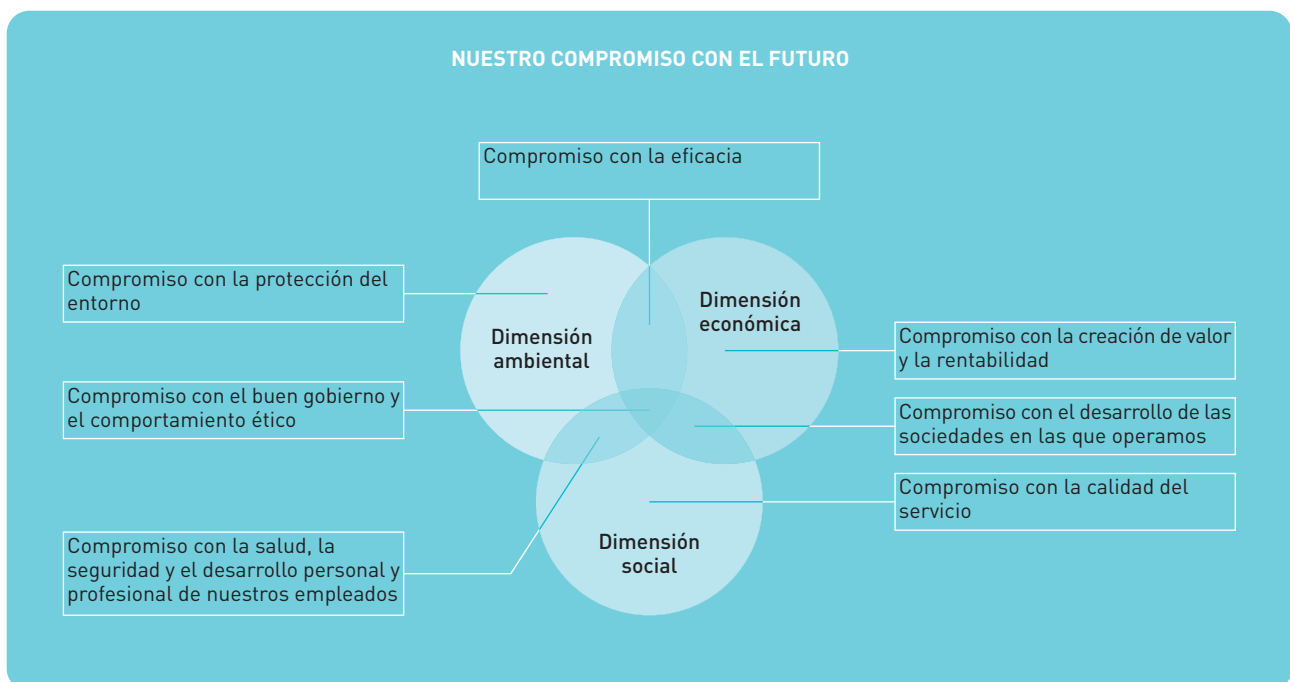 NUESTRO COMPROMISO CON EL FUTURO
Compromiso con la eficacia
Compromiso con la protección del
entorno
Dimensión
ambiental
Dimensión
económica
Compromiso con la creación de valor
y la rentabilidad
Compromiso con el buen gobierno y
el comportamiento ético
Compromiso con el desarrollo de las
sociedades en las que operamos
Compromiso con la calidad del
servicio
Compromiso con la salud, la
seguridad y el desarrollo personal y
profesional de nuestros empleados
Dimensión
social